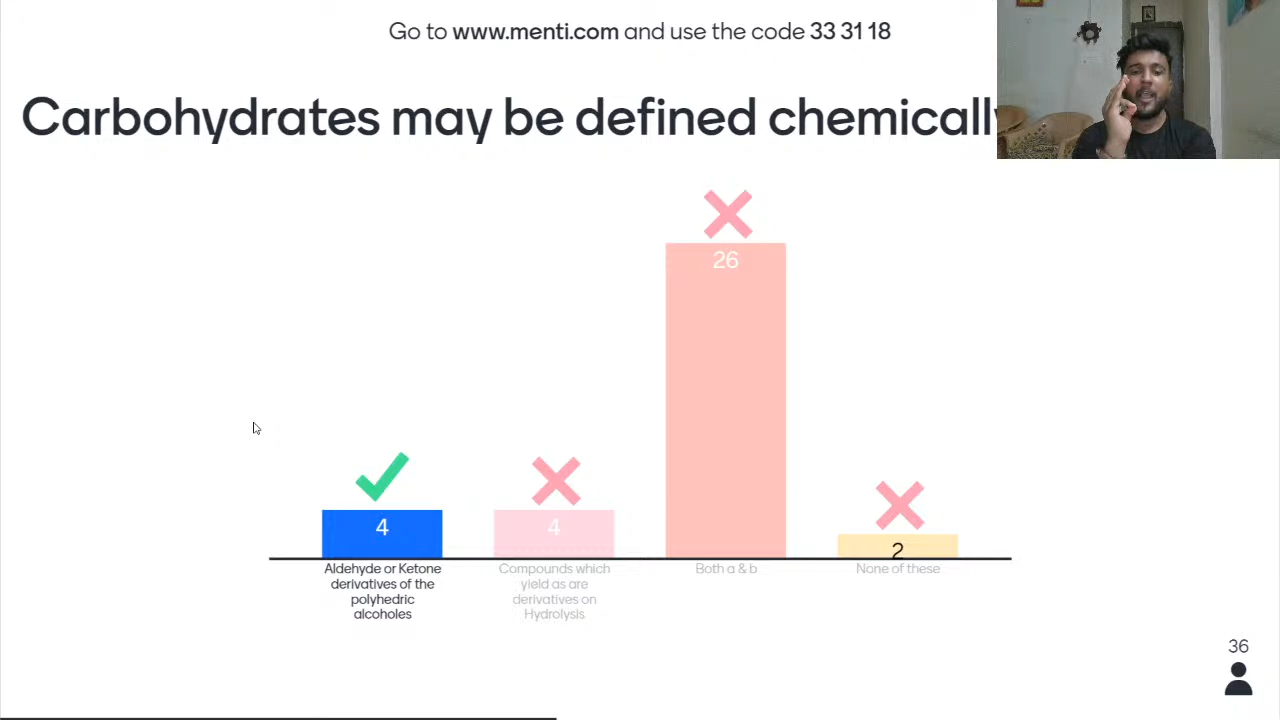 Go to www.menti.com and use the code 33 31 18
Carbohydrates may be defined chemically
26
4
4
2
Aldehyde or Ketone
derivatives of the
polyhedric
alcoholes
Compounds which
yield as are
derivatives on
Hydrolysis
Both a & b
None of these
36